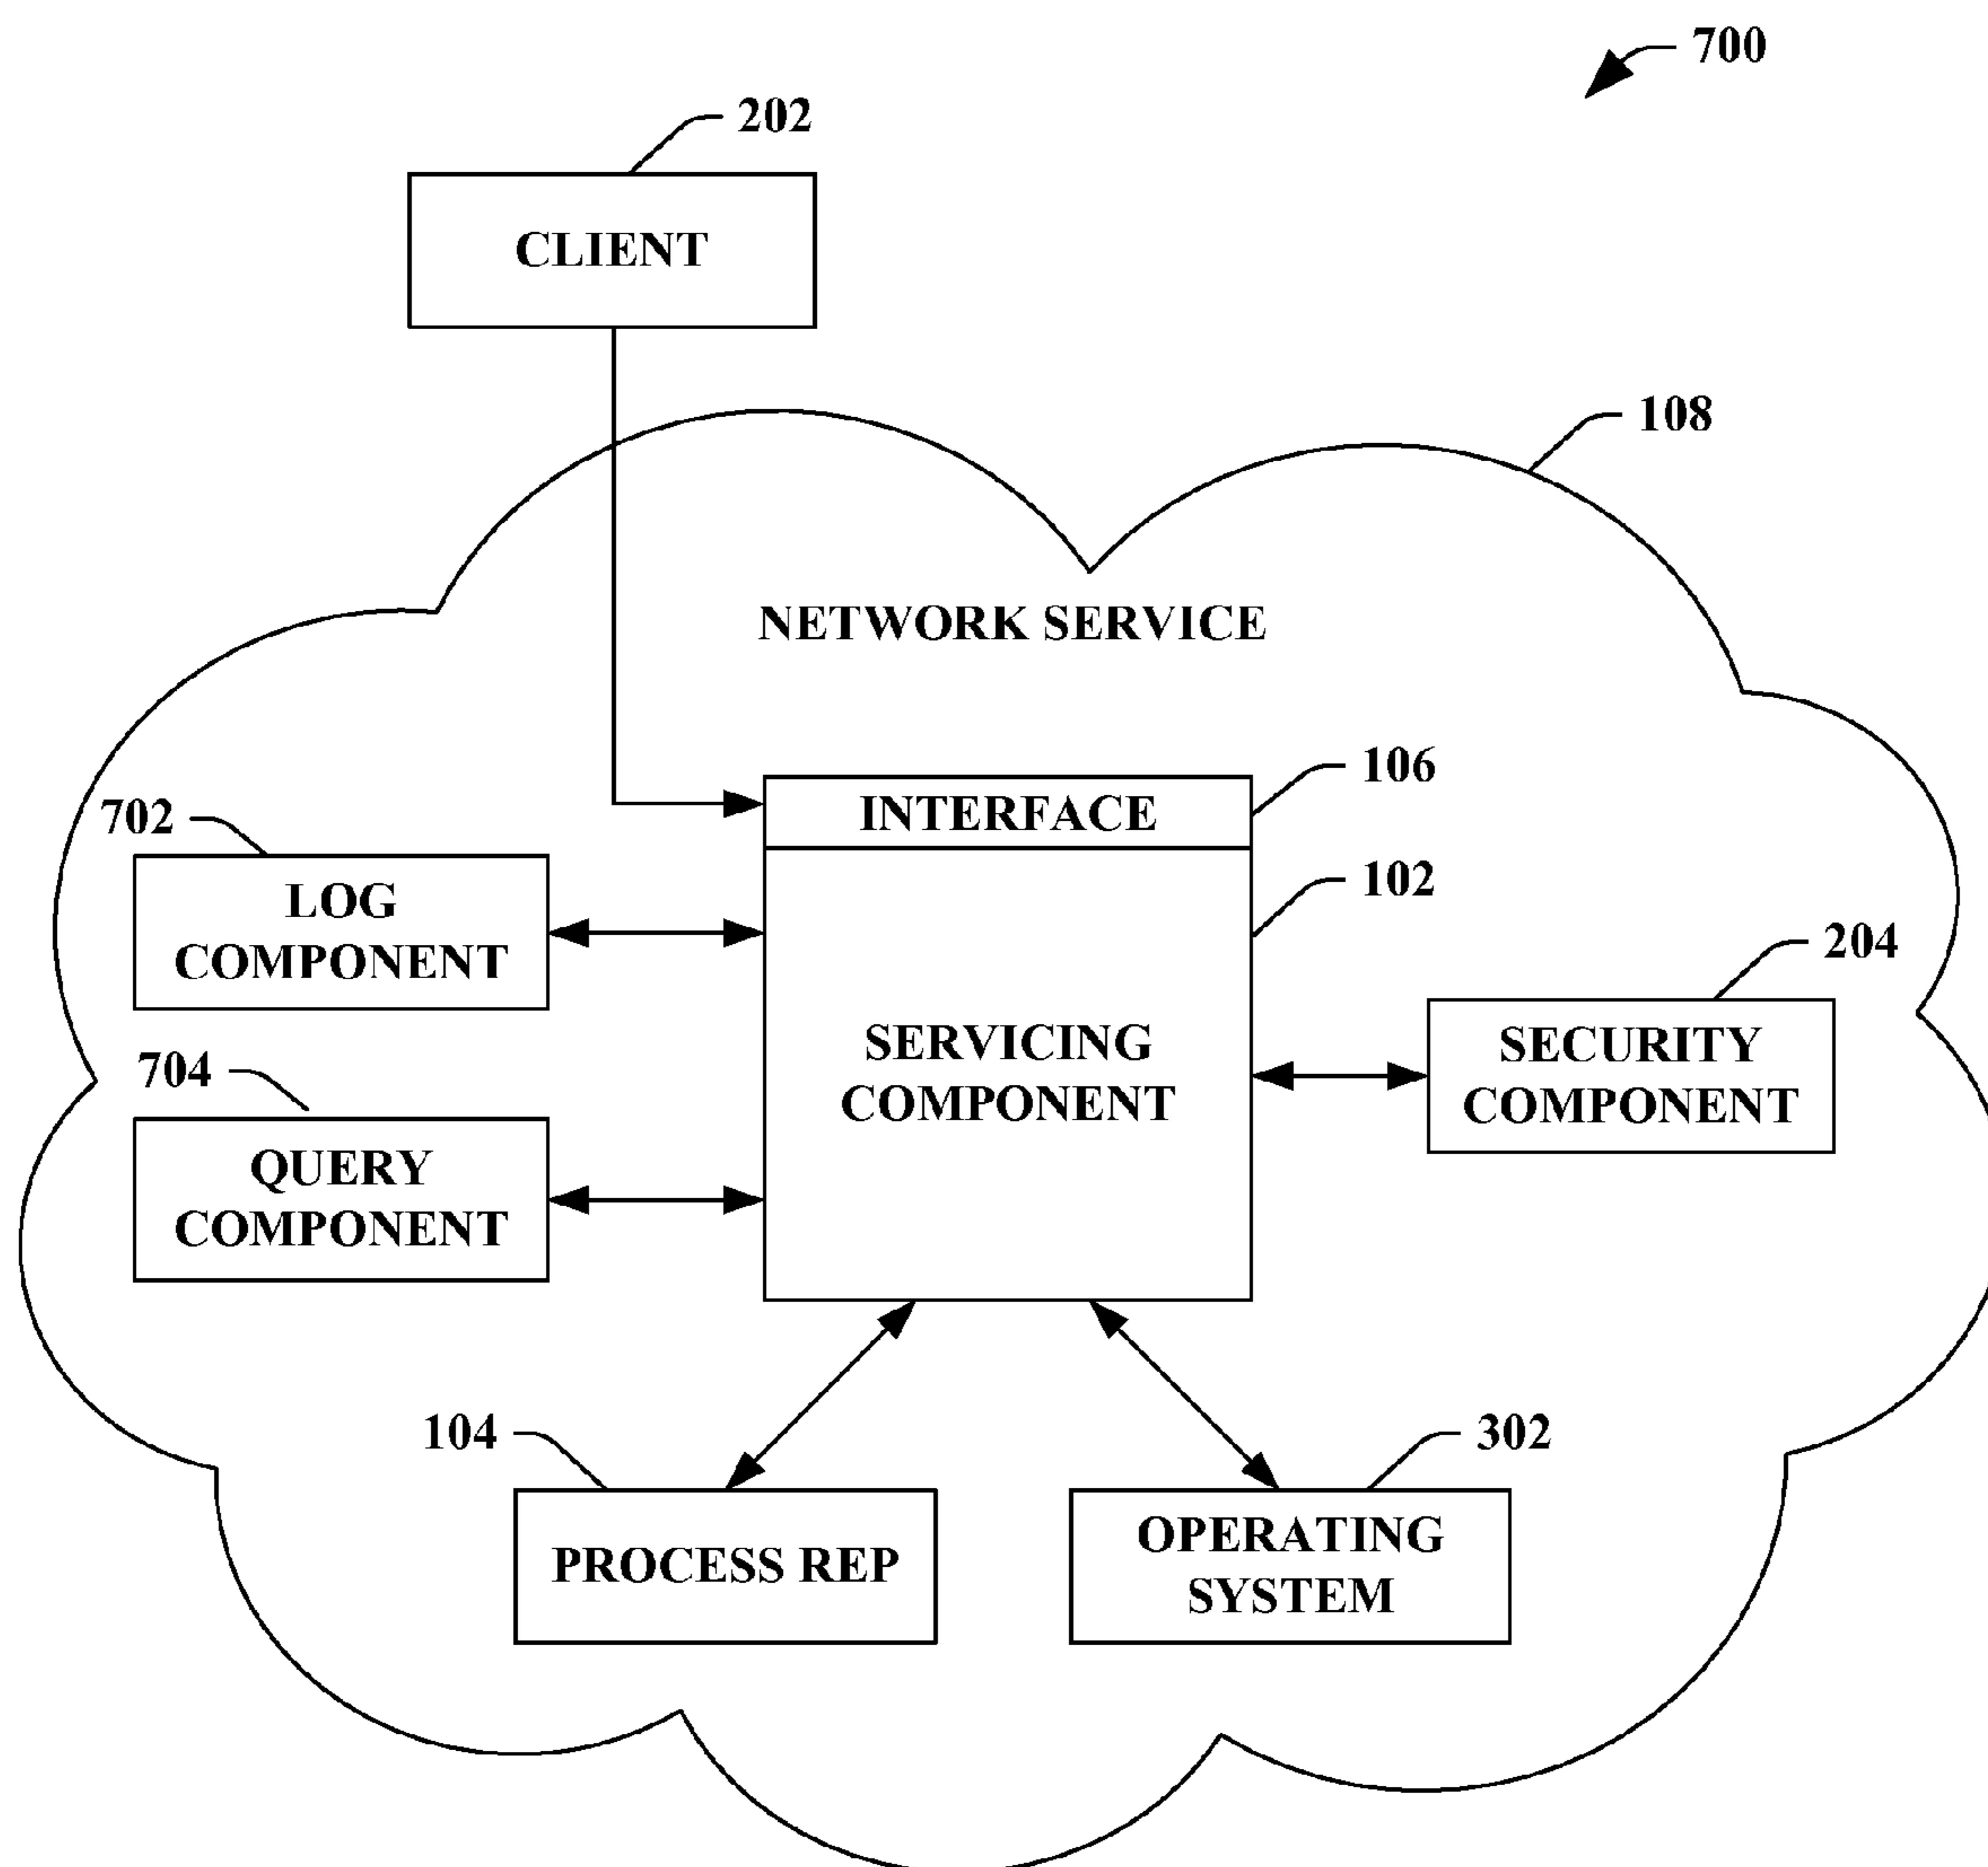 700
202
CLIENT
108
NETWORK SERVICE
106
INTERFACE
702
102
LOG
COMPONENT
204
SERVICING
COMPONENT
SECURITY
COMPONENT
704
QUERY
COMPONENT
104
302
PROCESS REP
OPERATING
SYSTEM